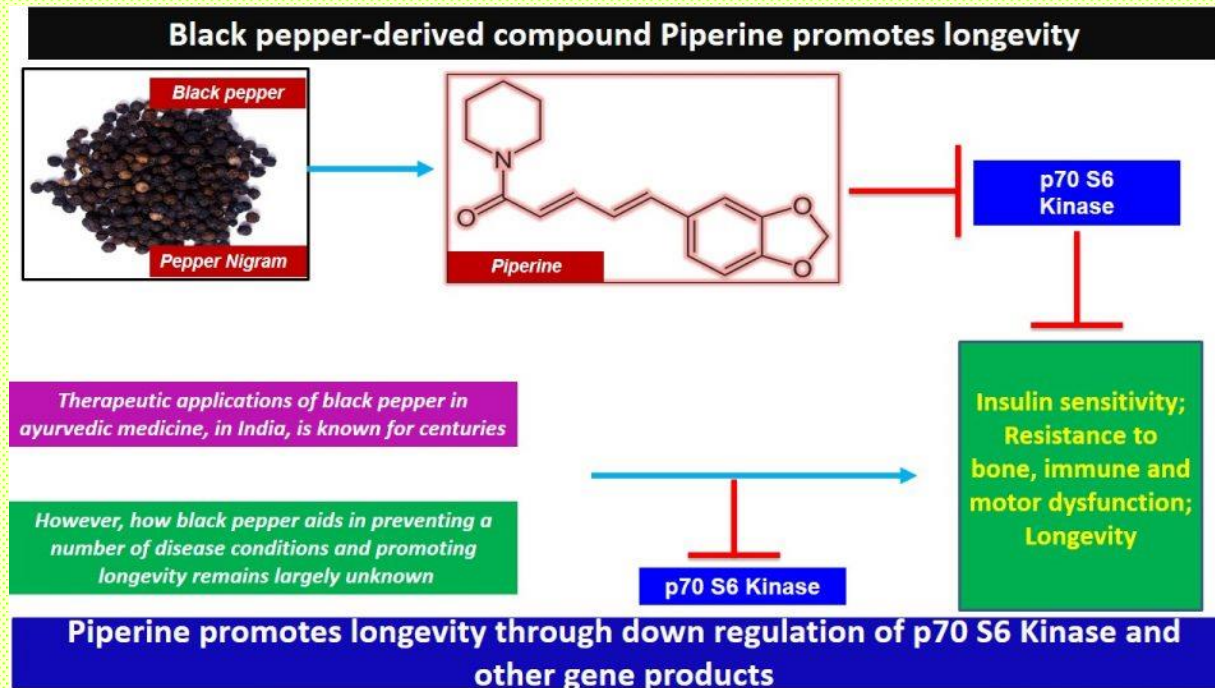 Black pepper-derived compound Piperine promotes longevity
Black pepper
Pepper Nigram
N
O
O
O
Piperine
p70 S6
Kinase
Therapeutic applications of black pepper in
ayurvedic medicine, in India, is known for centuries
However, how black pepper aids in preventing a
number of disease conditions and promoting
longevity remains largely unknown
p70 S6 Kinase
Insulin sensitivity;
Resistance to
bone, immune and
motor dysfunction;
Longevity
Piperine promotes longevity through down regulation of p70 S6 Kinase and
other gene products